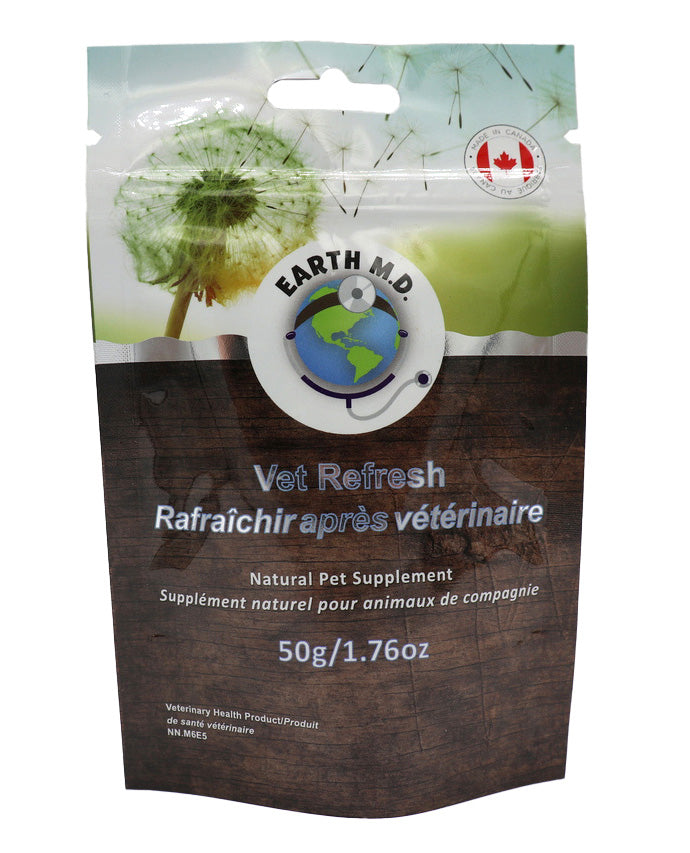 MADE IN CANADA
FABRIQUÉ AU CANADA
EARTH M.D.
Vet Refresh
Rafraîchir après vétérinaire
Natural Pet Supplement
Supplément naturel pour animaux de compagnie
50g/1.76oz
Veterinary Health Product/Produit
de santé vétérinaire
NN.M6E5